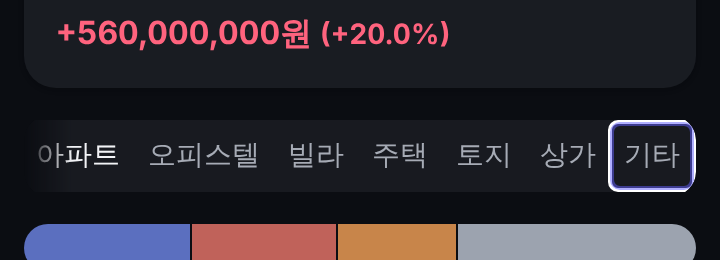 +560,000,000원 (+20.0%)
아파트 오피스텔 빌라 주택 토지 상가 기타